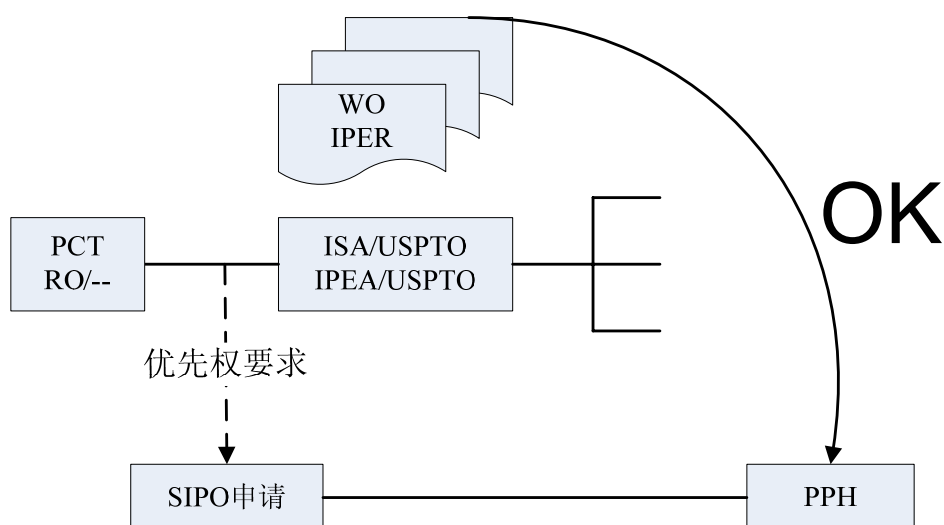 WO
IPER
OK
PCT
RO/--
ISA/USPTO
IPEA/USPTO
优先权要求
SIPO申请
PPH